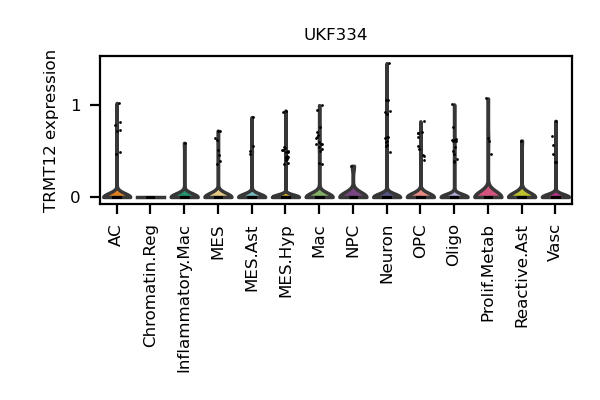 UKF334
TRMT12 expression
1
0
AC
Chromatin.Reg
Inflammatory.Mac
MES
MES.Ast
MES.Hyp
Mac
NPC
Neuron
OPC
Oligo
Prolif.Metab
Reactive.Ast
Vasc